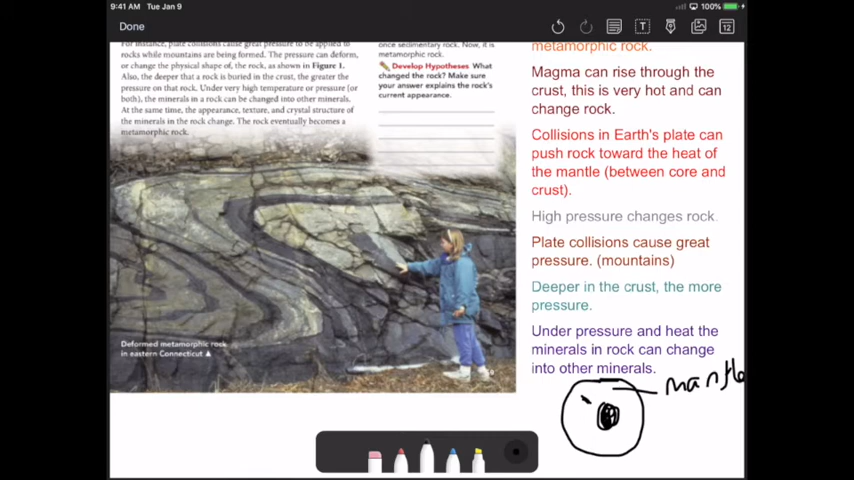 9:41 AM Tue Jan 9
100%
Done
T
12
For instance, plate collisions cause great pressure to be applied to
rocks while mountains are being formed. The pressure can deform,
or change the physical shape of, the rock, as shown in Figure 1.
Also, the deeper that a rock is buried in the crust, the greater the
pressure on that rock. Under very high temperature or pressure (or
both), the minerals in a rock can be changed into other minerals.
At the same time, the appearance, texture, and crystal structure of
the minerals in the rock change. The rock eventually becomes a
metamorphic rock.
once sedimentary rock. Now, it is
metamorphic rock.
Develop Hypotheses What
changed the rock? Make sure
your answer explains the rock's
current appearance.
Deformed metamorphic rock
in eastern Connecticut
metamorphic rock.
Magma can rise through the
crust, this is very hot and can
change rock.
Collisions in Earth's plate can
push rock toward the heat of
the mantle (between core and
crust).
High pressure changes rock.
Plate collisions cause great
pressure. (mountains)
Deeper in the crust, the more
pressure.
Under pressure and heat the
minerals in rock can change
into other minerals.
mantle